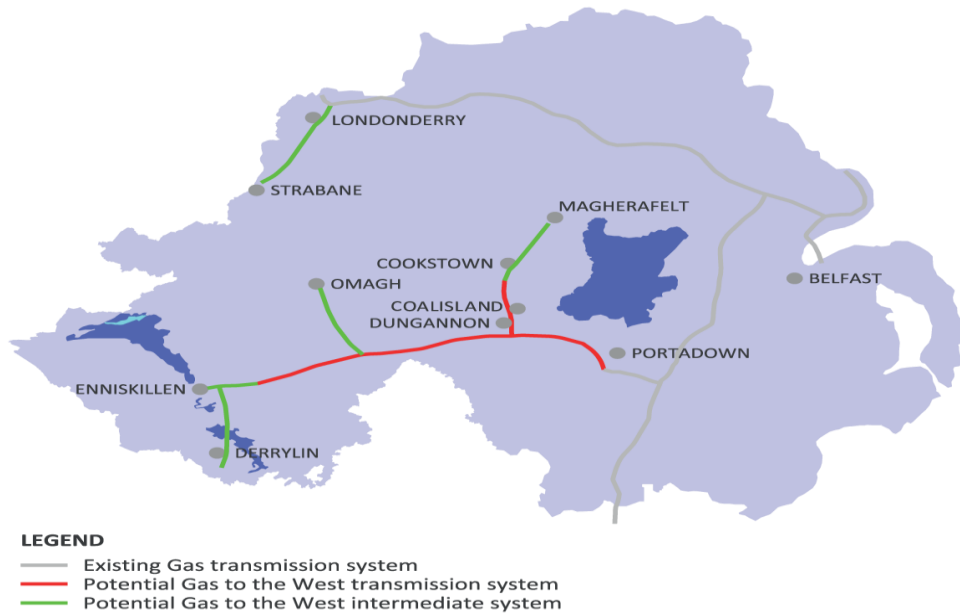 LONDONDERRY
STRABANE
MAGHERAFELT
COOKSTOWN
OMAGH
BELFAST
COALISLAND
DUNGANNON
PORTADOWN
ENNISKILLEN
DERRYLIN
LEGEND
Existing Gas transmission system
Potential Gas to the West transmission system
Potential Gas to the West intermediate system